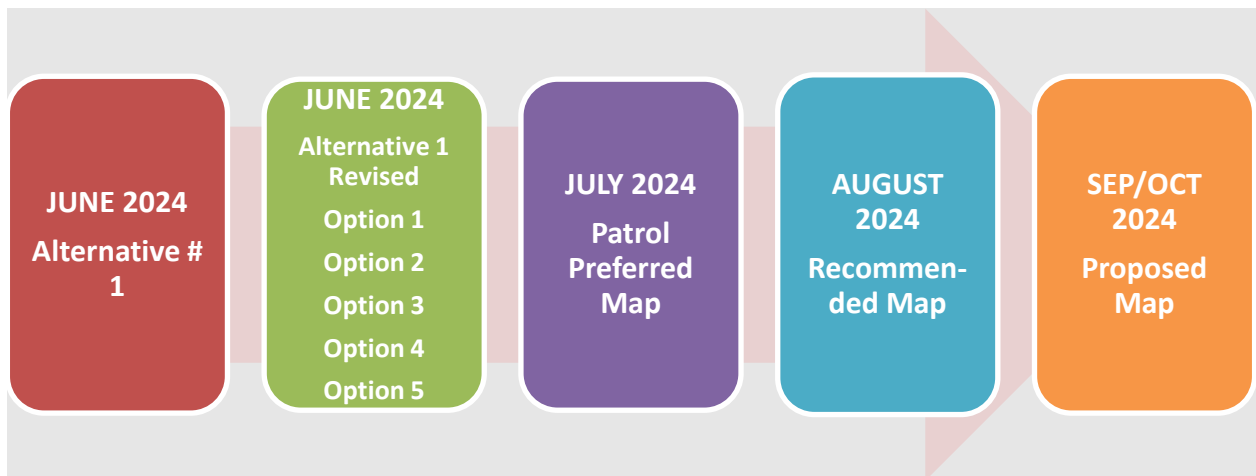 JUNE 2024
Alternative #
1
JUNE 2024
Alternative 1
Revised
Option 1
Option 2
Option 3
Option 4
Option 5
JULY 2024
Patrol
Preferred
Map
AUGUST
2024
Recommen-
ded Map
SEP/OCT
2024
Proposed
Map